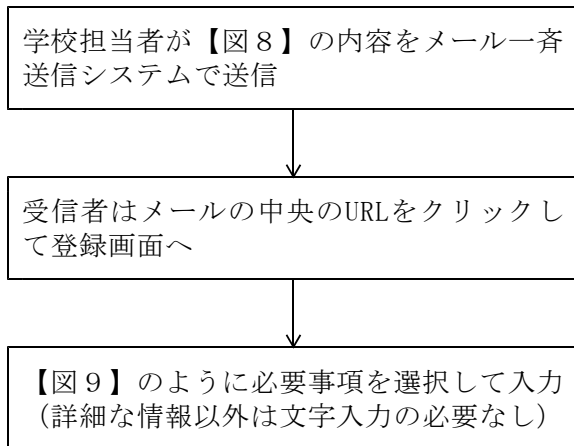 学校担当者が【図８】の内容をメール一斉
送信システムで送信
受信者はメールの中央のURLをクリックし
て登録画面へ
【図９】のように必要事項を選択して入力
（詳細な情報以外は文字入力の必要なし）